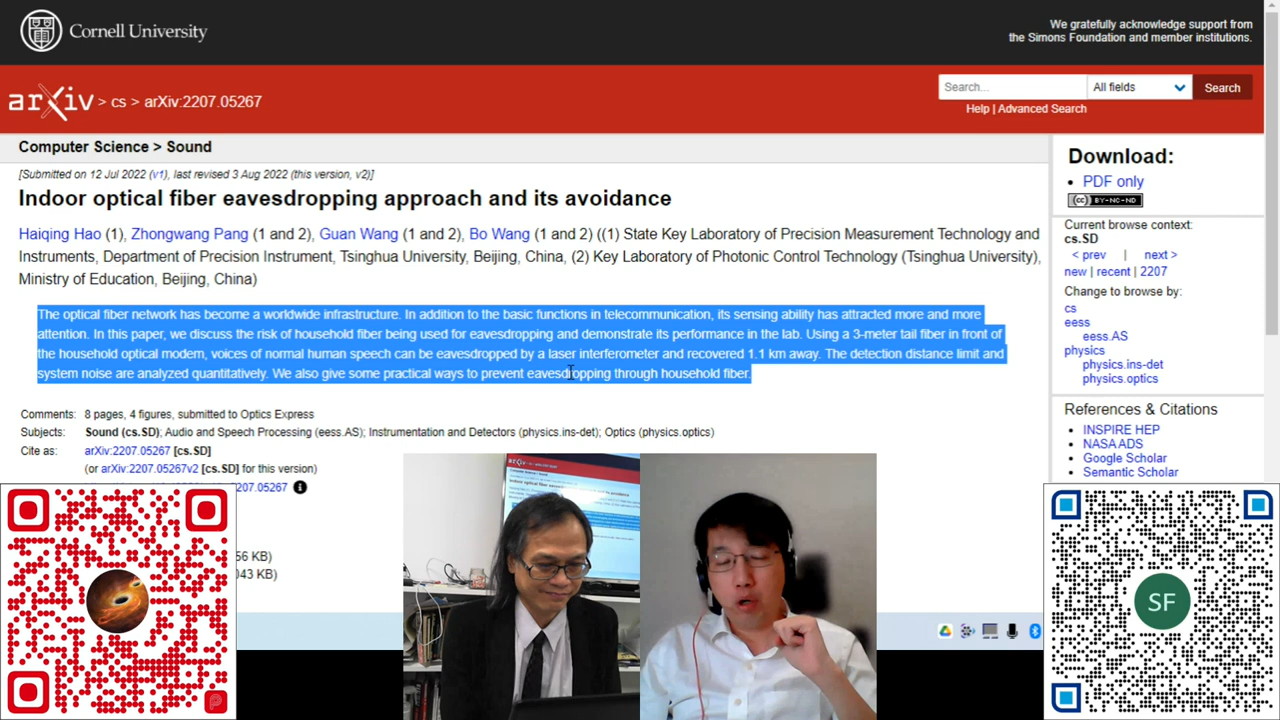 Cornell University
We gratefully acknowledge support from
the Simons Foundation and member institutions.
arXiv > cs > arXiv:2207.05267
Search...
All fields
Search
Help | Advanced Search
Computer Science > Sound
[Submitted on 12 Jul 2022 (v1), last revised 3 Aug 2022 (this version, v2)]
Indoor optical fiber eavesdropping approach and its avoidance
Haiqing Hao (1), Zhongwang Pang (1 and 2), Guan Wang (1 and 2), Bo Wang (1 and 2) ((1) State Key Laboratory of Precision Measurement Technology and
Instruments, Department of Precision Instrument, Tsinghua University, Beijing, China, (2) Key Laboratory of Photonic Control Technology (Tsinghua University),
Ministry of Education, Beijing, China)
The optical fiber network has become a worldwide infrastructure. In addition to the basic functions in telecommunication, its sensing ability has attracted more and more
attention. In this paper, we discuss the risk of household fiber being used for eavesdropping and demonstrate its performance in the lab. Using a 3-meter tail fiber in front of
the household optical modem, voices of normal human speech can be eavesdropped by a laser interferometer and recovered 1.1 km away. The detection distance limit and
system noise are analyzed quantitatively. We also give some practical ways to prevent eavesdropping through household fiber.
Comments: 8 pages, 4 figures, submitted to Optics Express
Subjects: Sound (cs.SD); Audio and Speech Processing (eess.AS); Instrumentation and Detectors (physics.ins-det); Optics (physics.optics)
Cite as: arXiv:2207.05267 [cs.SD]
(or arXiv:2207.05267v2 [cs.SD] for this version)
07.05267
56 KB)
43 KB)
Download:
PDF only
(cc) BY-NC-ND
Current browse context:
cs.SD
< prev | next >
new | recent | 2207
Change to browse by:
cs
eess
eess.AS
physics
physics.ins-det
physics.optics
References & Citations
INSPIRE HEP
NASA ADS
Google Scholar
Semantic Scholar
SF